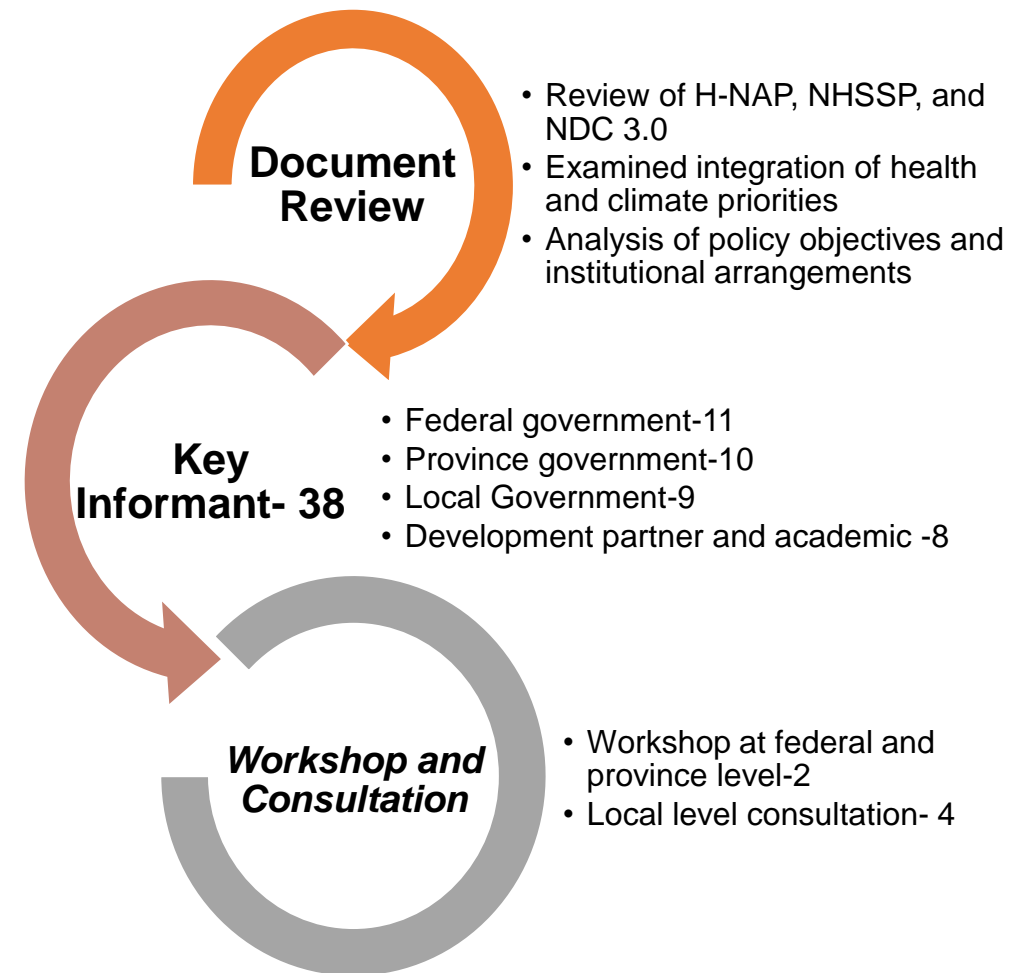 Document
Review
• Review of H-NAP, NHSSP, and
NDC 3.0
• Examined integration of health
and climate priorities
• Analysis of policy objectives and
institutional arrangements
Key
Informant- 38
• Federal government-11
• Province government-10
• Local Government-9
• Development partner and academic -8
Workshop and
Consultation
• Workshop at federal and
province level-2
• Local level consultation- 4